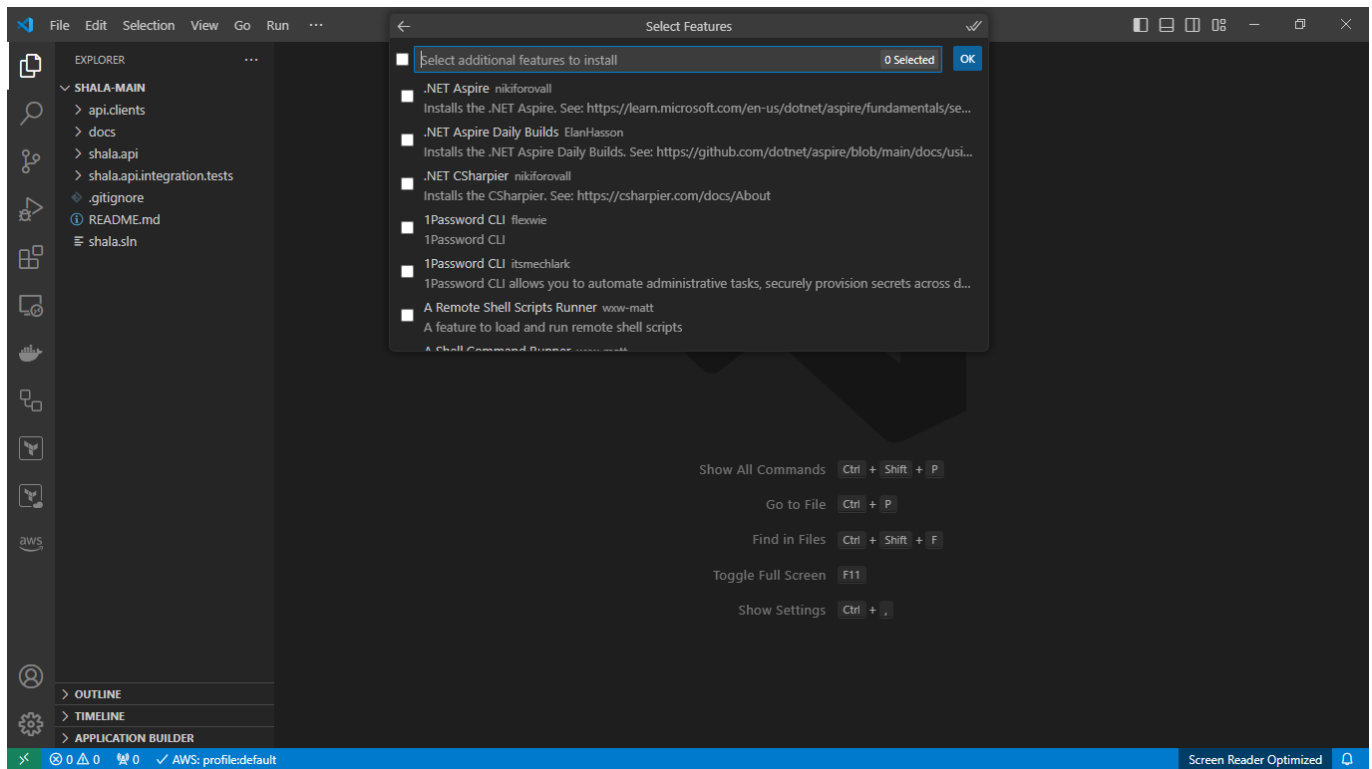 File Edit Selection View Go Run ···
Select Features
EXPLORER ···
Select additional features to install 0 Selected OK
SHALA-MAIN
api.clients
docs
shala.api
shala.api.integration.tests
.gitignore
README.md
shala.sln
.NET Aspire nikiforovall
Installs the .NET Aspire. See: https://learn.microsoft.com/en-us/dotnet/aspire/fundamentals/se...
.NET Aspire Daily Builds ElanHasson
Installs the .NET Aspire Daily Builds. See: https://github.com/dotnet/aspire/blob/main/docs/usi...
.NET CSharpier nikiforovall
Installs the CSharpier. See: https://csharpier.com/docs/About
1Password CLI flexwie
1Password CLI
1Password CLI itsmechlark
1Password CLI allows you to automate administrative tasks, securely provision secrets across d...
A Remote Shell Scripts Runner wxw-matt
A feature to load and run remote shell scripts
A Shell Command Runner wxw-matt
Show All Commands Ctrl + Shift + P
Go to File Ctrl + P
Find in Files Ctrl + Shift + F
Toggle Full Screen F11
Show Settings Ctrl + ,
aws
OUTLINE
TIMELINE
APPLICATION BUILDER
0 0 0 AWS: profile:default
Screen Reader Optimized